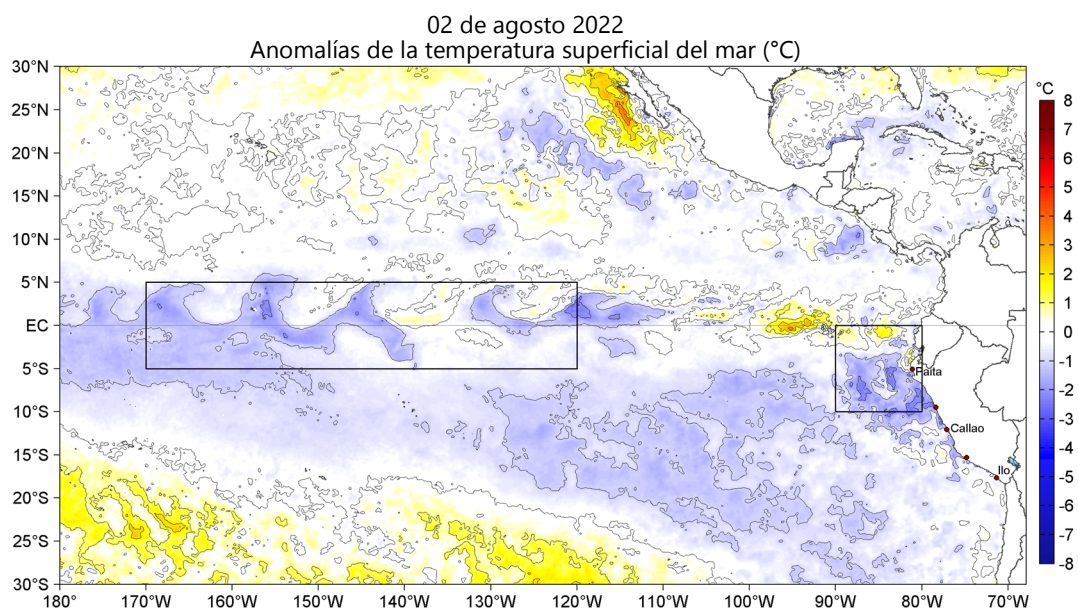 02 de agosto 2022
Anomalías de la temperatura superficial del mar (°C)
30°N
25°N
20°N
15°N
10°N
5°N
EC
5°S
10°S
15°S
20°S
25°S
30°S
180°
170°W
160°W
150°W
140°W
130°W
120°W
110°W
100°W
90°W
80°W
70°W
Paita
Callao
Ilo
°C
8
7
6
5
4
3
2
1
0
-1
-2
-3
-4
-5
-6
-7
-8